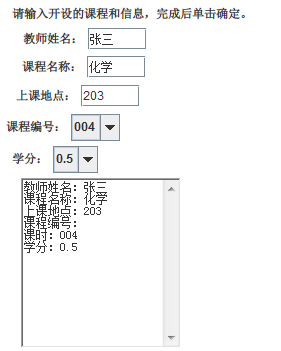 请输入开设的课程和信息，完成后单击确定。
教师姓名： 张三
课程名称： 化学
上课地点： 203
课程编号： 004
学分： 0.5
教师姓名：张三
课程名称：化学
上课地点：203
课程编号：
课时：004
学分：0.5